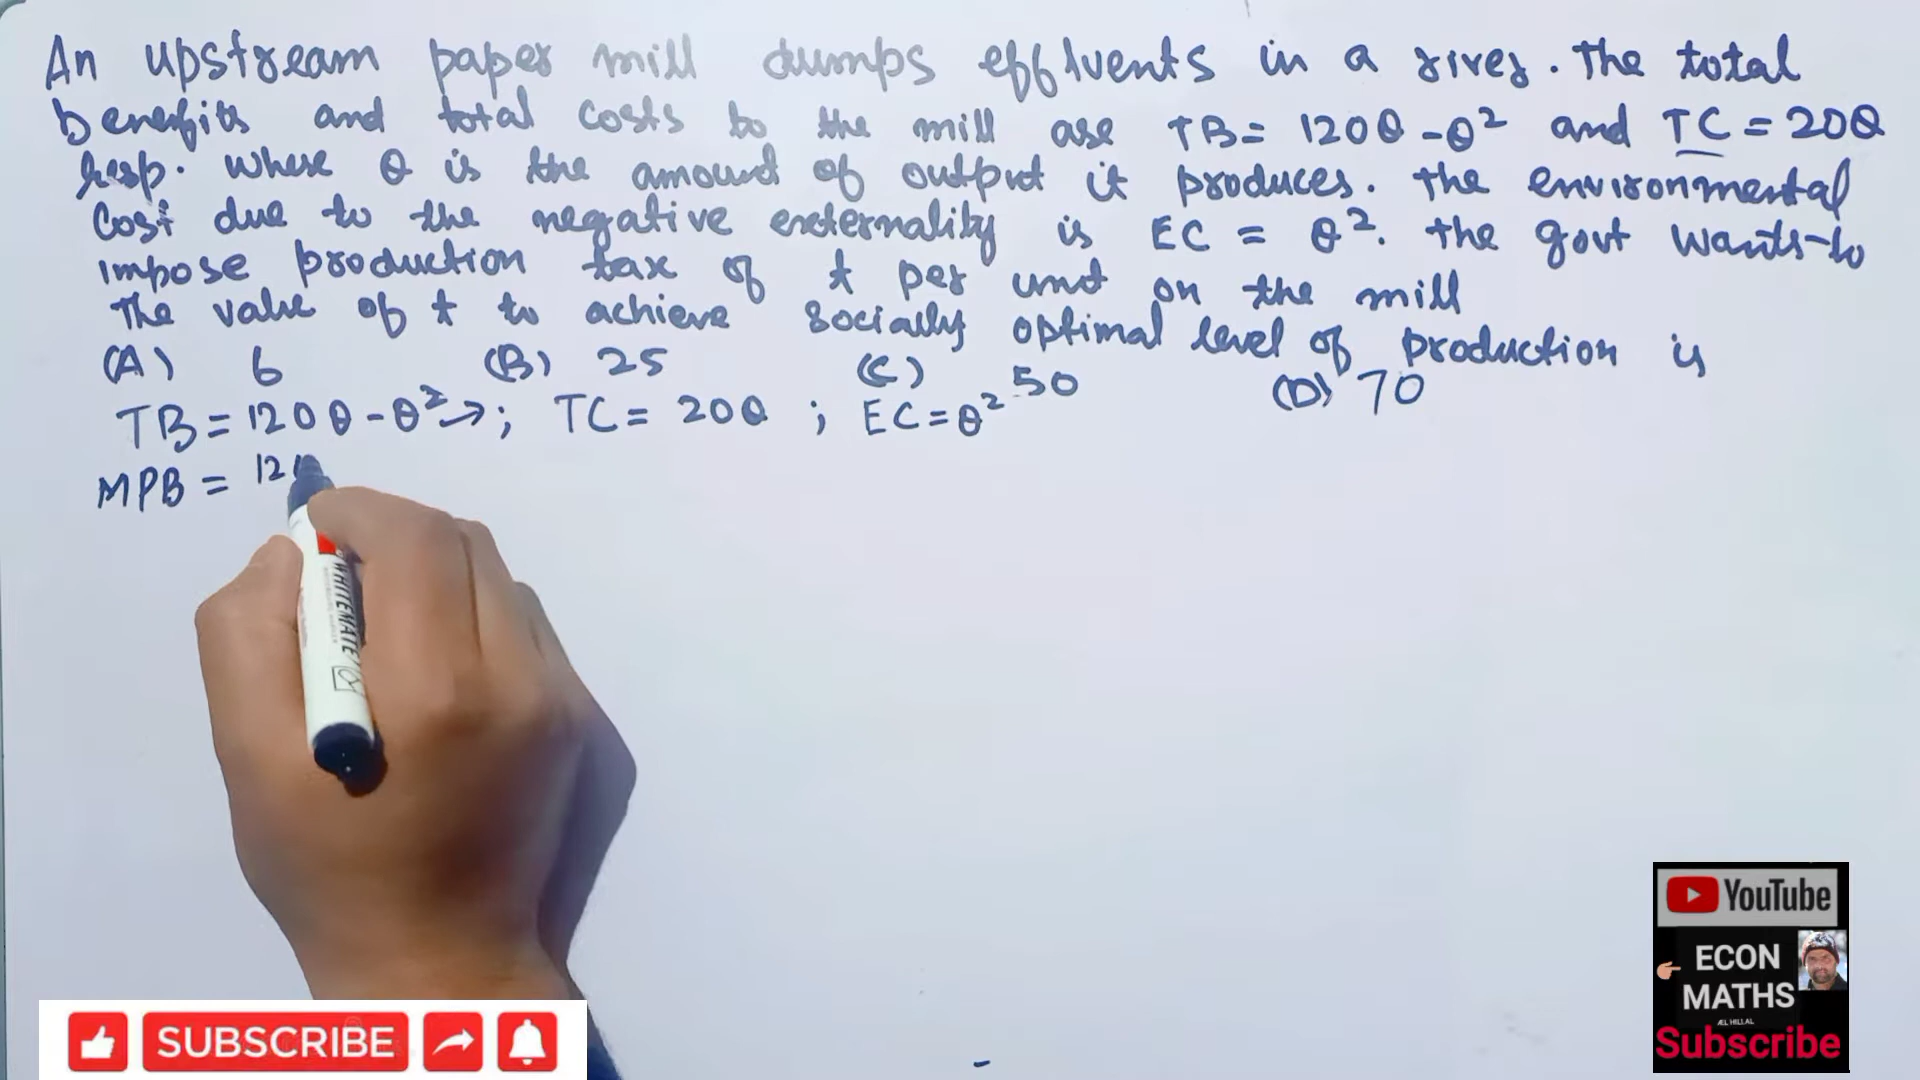 An upstream paper mill dumps effluents in a river. The total
benefits and total costs to the mill are TB = 120Q - Q² and TC = 20Q
resp. where Q is the amount of output it produces. The environmental
Cost due to the negative externality is EC = Q². The govt wants to
impose production tax of t per unit on the mill
The value of t to achieve socially optimal level of production is
(A) 6 (B) 25 (C) 50 (D) 70
TB = 120Q - Q² → ; TC = 20Q ; EC = Q²
MPB = 12
WHITEMATE
YouTube
ECON
MATHS
ÆL HILLAL
Subscribe
SUBSCRIBE